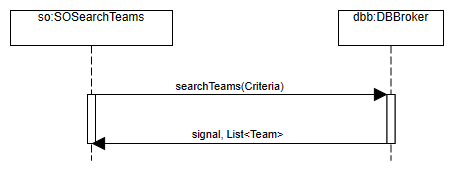 so:SOSearchTeams
dbb:DBBroker
searchTeams(Criteria)
signal, List<Team>